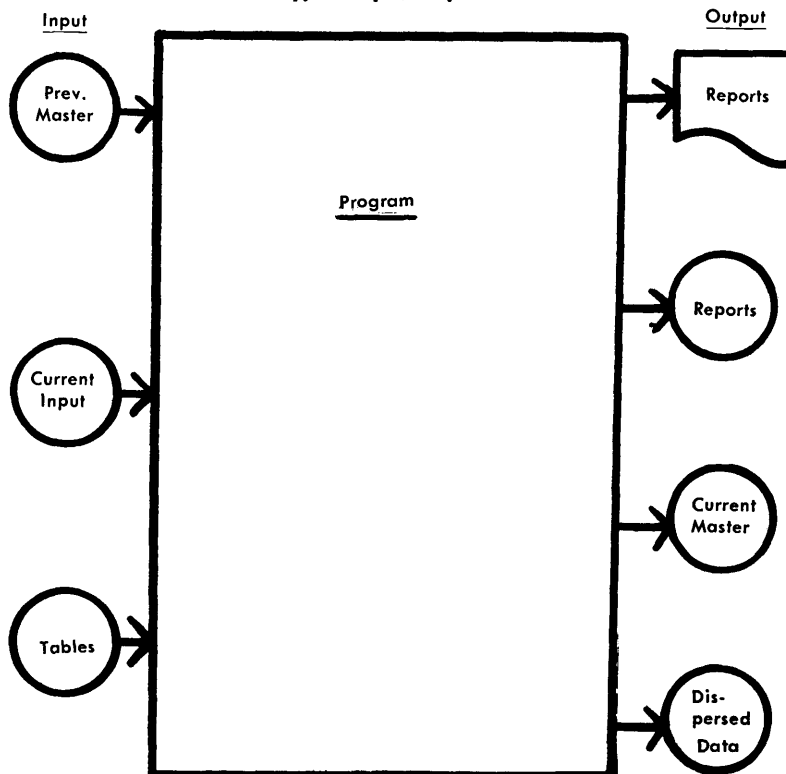 Input
Output
Prev.
Master
Reports
Program
Reports
Current
Input
Current
Master
Tables
Dis-
persed
Data